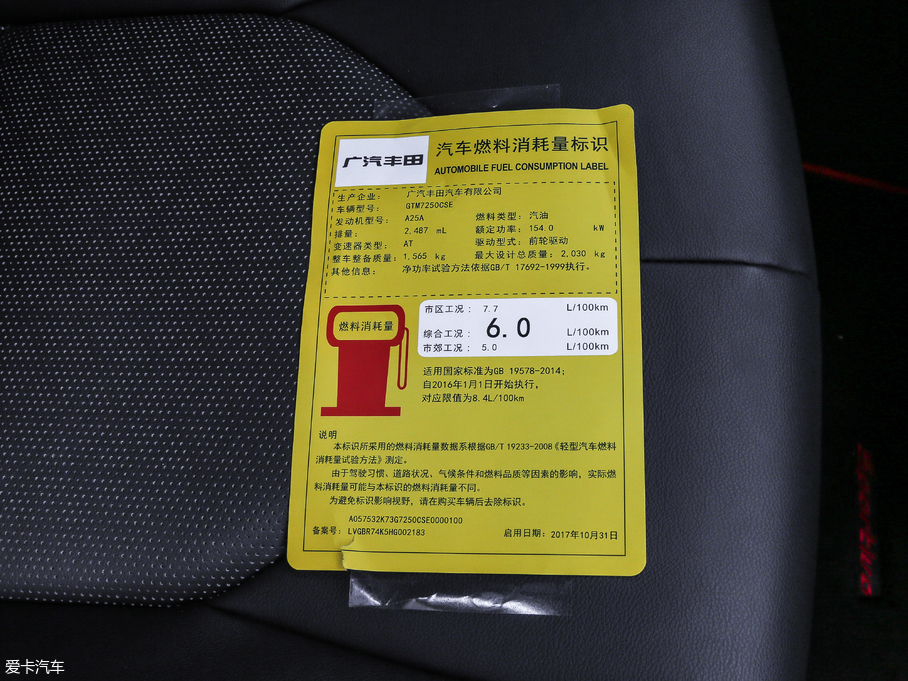 广汽丰田
汽车燃料消耗量标识
AUTOMOBILE FUEL CONSUMPTION LABEL
生产企业： 广汽丰田汽车有限公司
车辆型号： GTM7250CSE
发动机型号： A25A 燃料类型： 汽油
排量： 2,487 mL 额定功率： 154.0 kW
变速器类型： AT 驱动型式： 前轮驱动
整车整备质量： 1,565 kg 最大设计总质量： 2,030 kg
其他信息： 净功率试验方法依据GB/T 17692-1999执行。
燃料消耗量
市区工况： 7.7 L/100km
综合工况： 6.0 L/100km
市郊工况： 5.0 L/100km
适用国家标准为GB 19578-2014；
自2016年1月1日开始执行，
对应限值为8.4L/100km
说明
本标识所采用的燃料消耗量数据系根据GB/T 19233-2008《轻型汽车燃料
消耗量试验方法》测定。
由于驾驶习惯、道路状况、气候条件和燃料品质等因素的影响，实际燃
料消耗量可能与本标识的燃料消耗量不同。
为避免标识影响视野，请在购买车辆后去除标识。
A057532K73G7250CSE0000100
备案号： LVGBR74K5HG002183 启用日期： 2017年10月31日
爱卡汽车